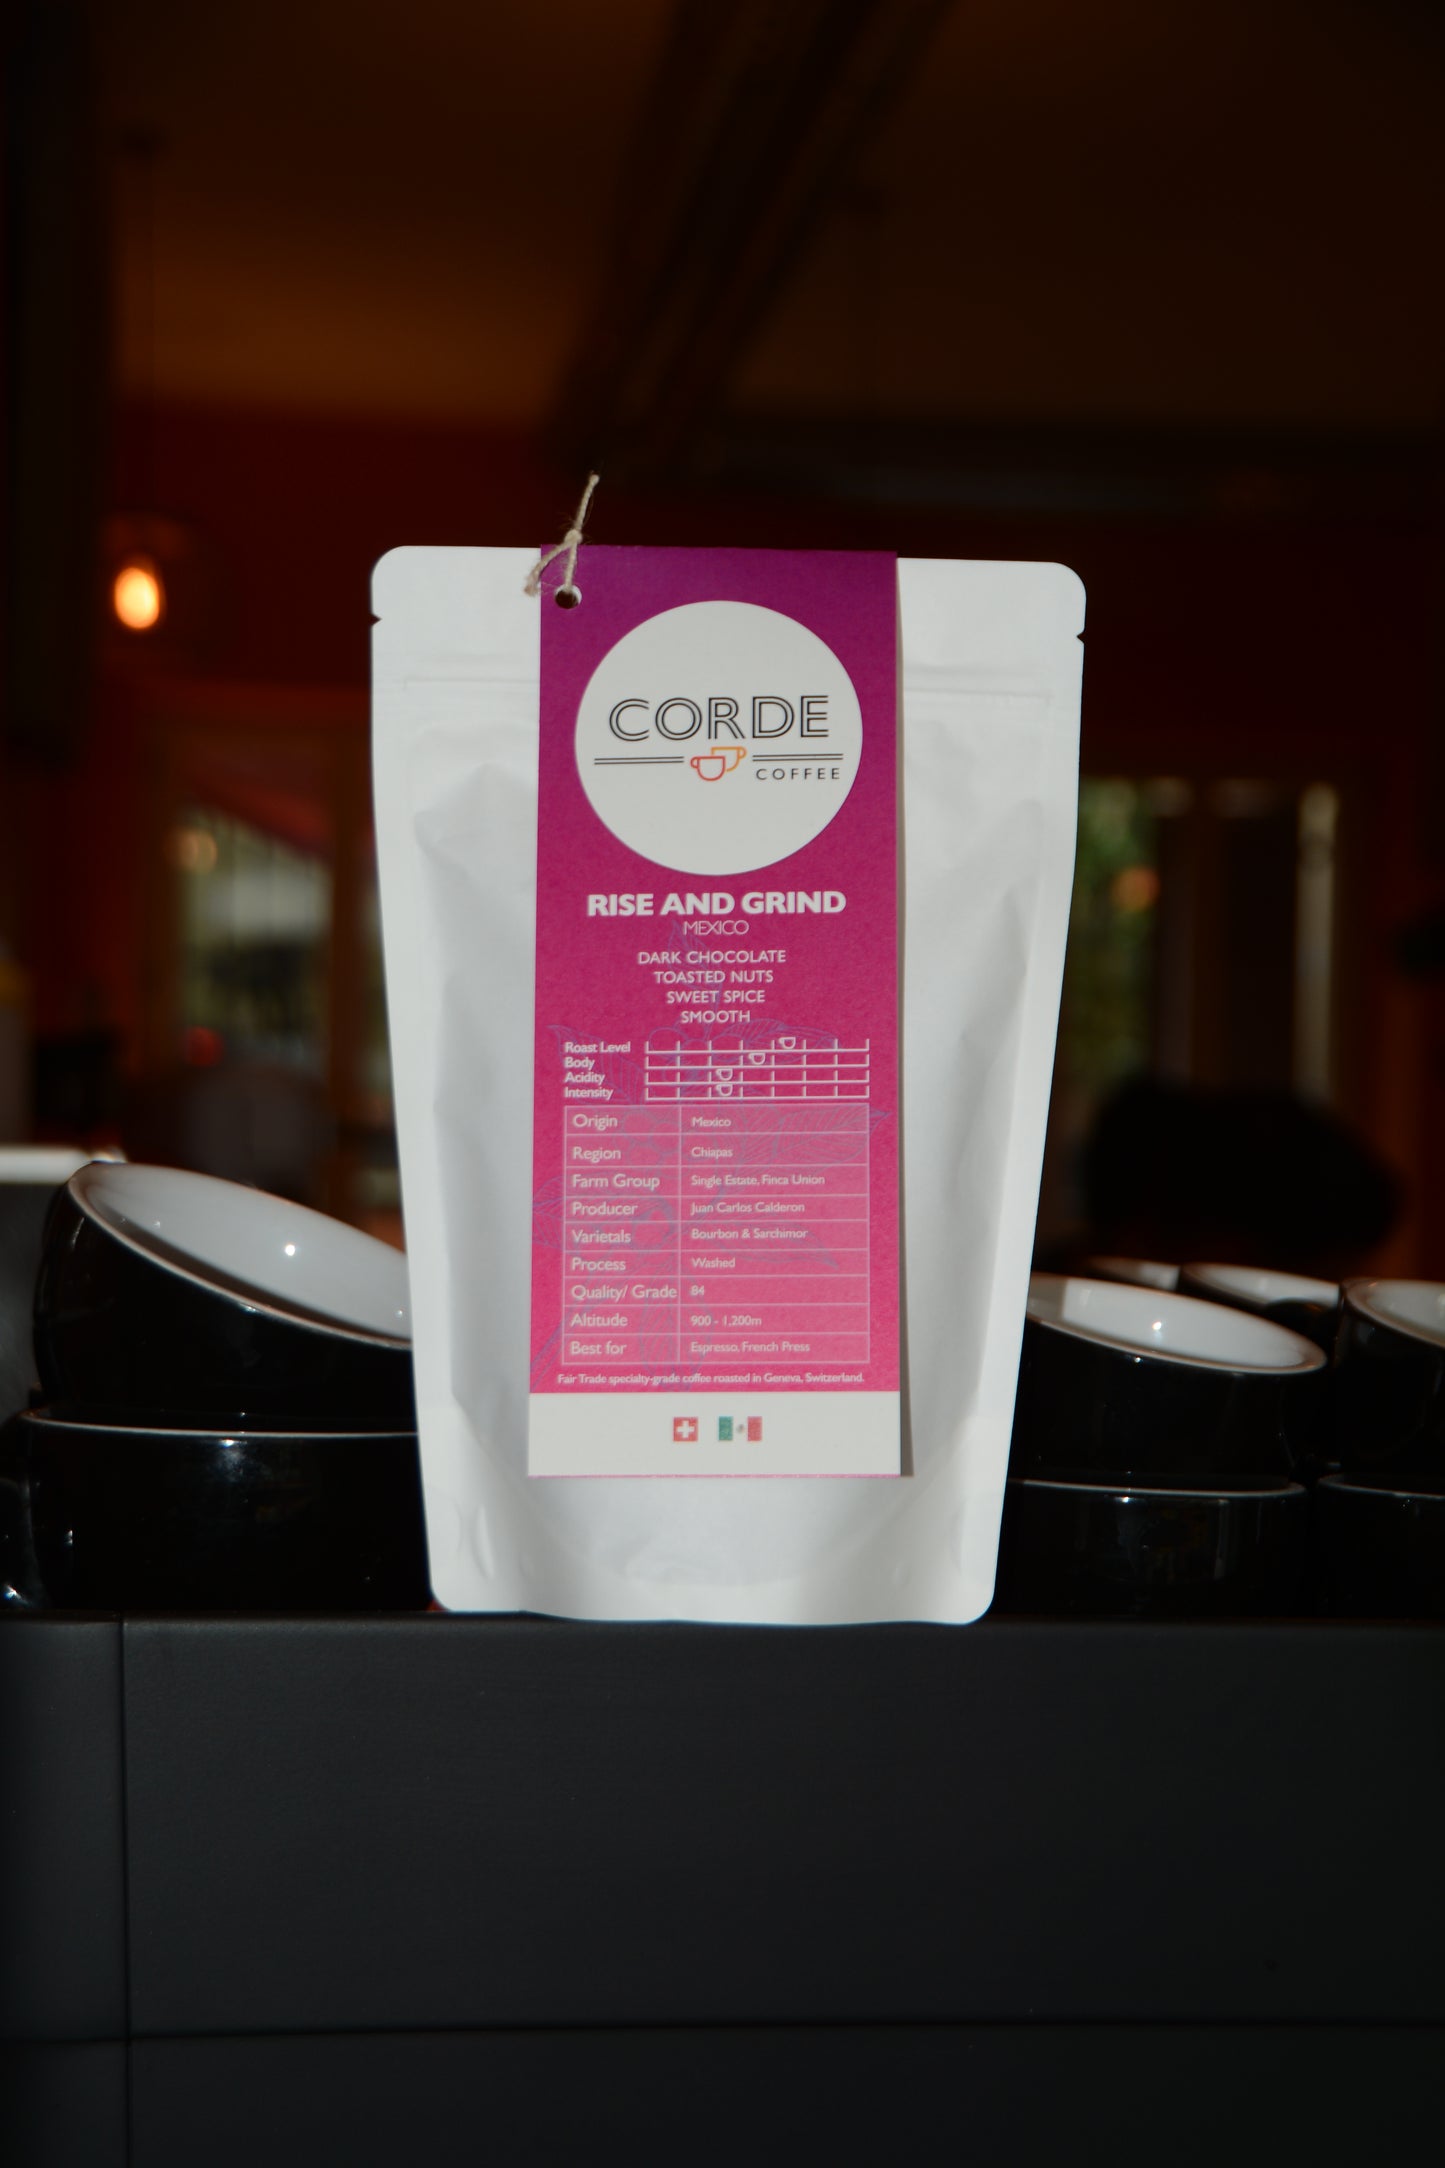 CORDE
COFFEE
RISE AND GRIND
MEXICO
DARK CHOCOLATE
TOASTED NUTS
SWEET SPICE
SMOOTH
Roast Level
Body
Acidity
Intensity
Origin Mexico
Region Chiapas
Farm Group Single Estate, Finca Union
Producer Juan Carlos Calderon
Varietals Bourbon & Sarchimor
Process Washed
Quality/ Grade 84
Altitude 900 - 1,200m
Best for Espresso, French Press
Fair Trade specialty-grade coffee roasted in Geneva, Switzerland.